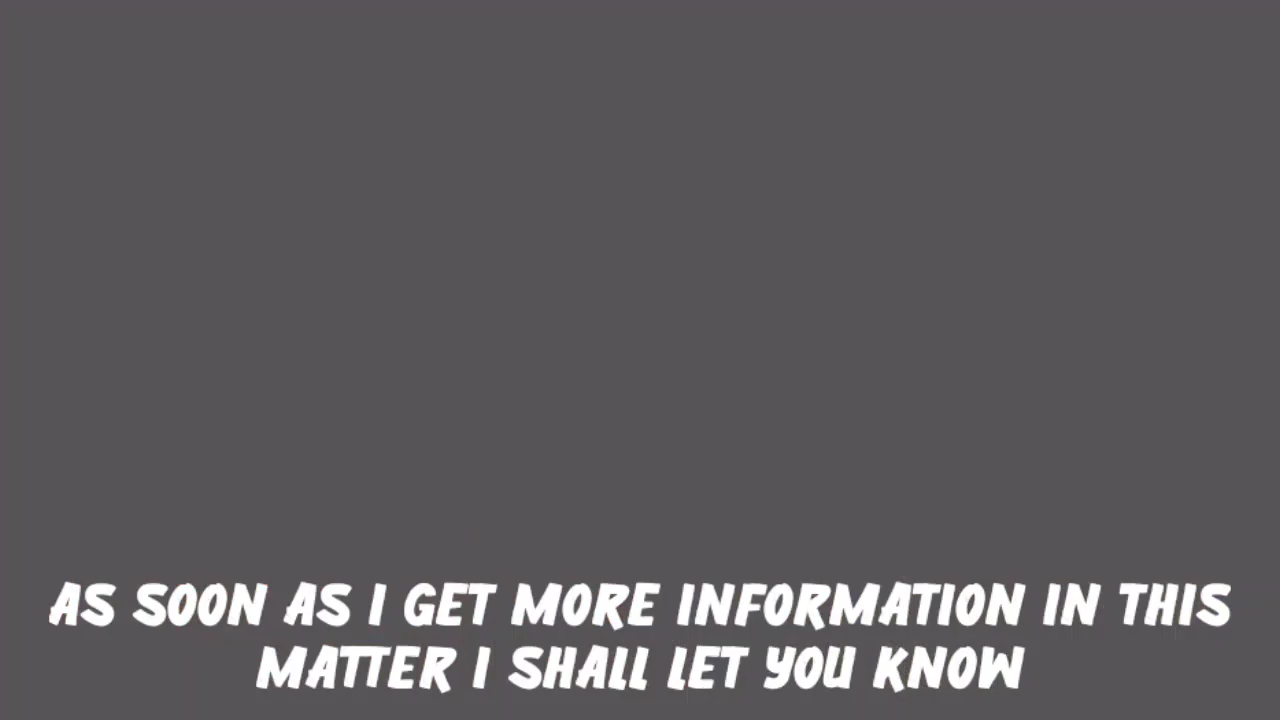 AS SOON AS I GET MORE INFORMATION IN THIS
MATTER I SHALL LET YOU KNOW